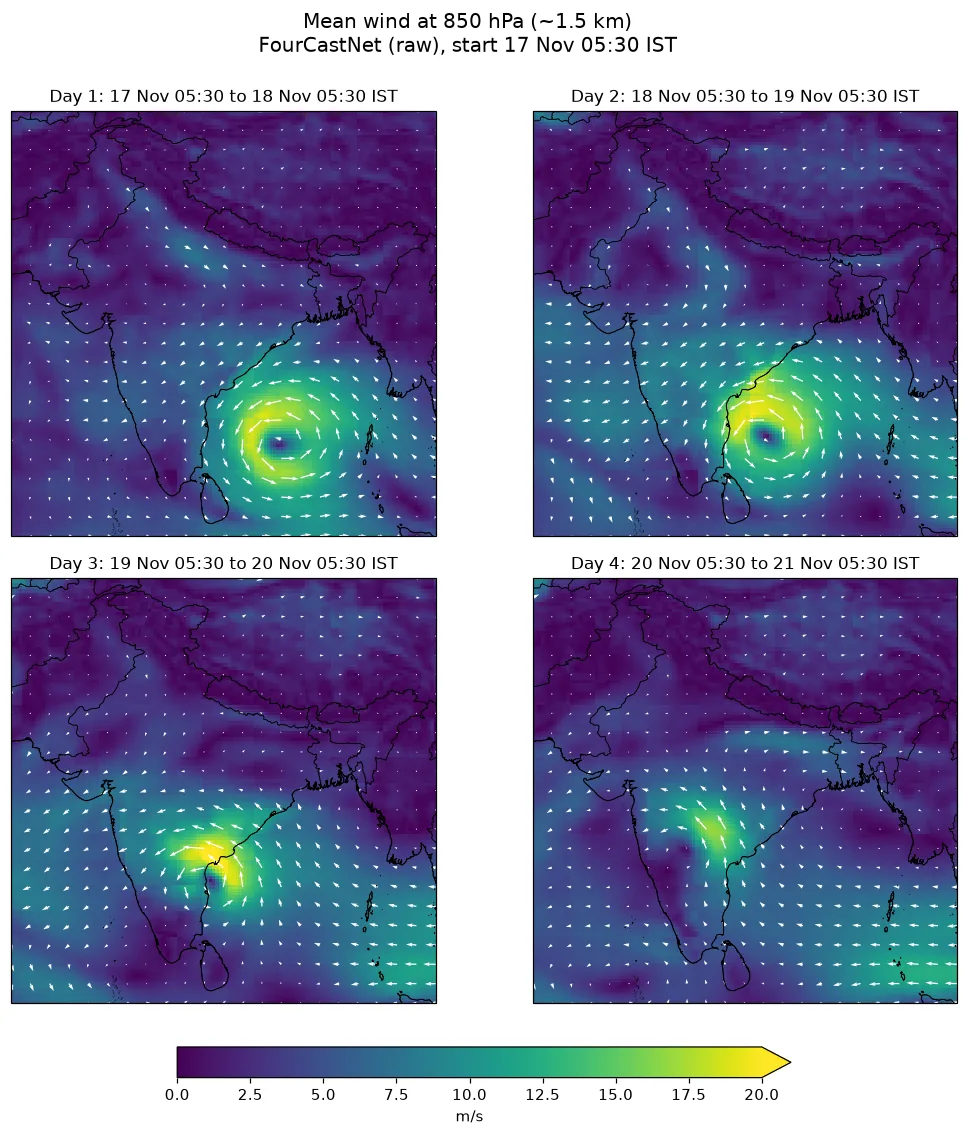 Mean wind at 850 hPa (~1.5 km)
FourCastNet (raw), start 17 Nov 05:30 IST
Day 1: 17 Nov 05:30 to 18 Nov 05:30 IST
Day 2: 18 Nov 05:30 to 19 Nov 05:30 IST
Day 3: 19 Nov 05:30 to 20 Nov 05:30 IST
Day 4: 20 Nov 05:30 to 21 Nov 05:30 IST
0.0 2.5 5.0 7.5 10.0 12.5 15.0 17.5 20.0
m/s